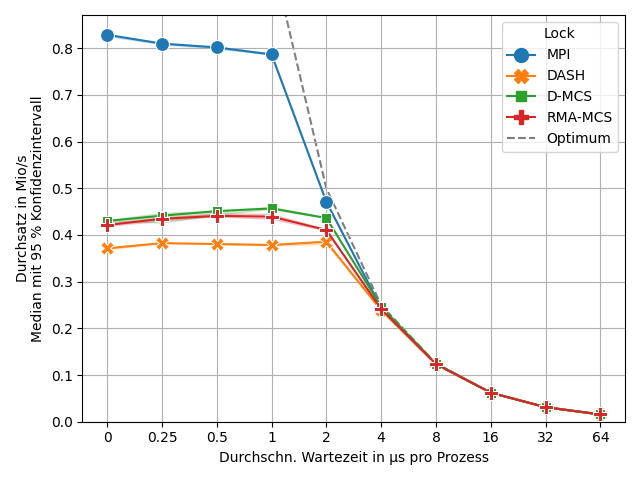 Durchsatz in Mio/s
Median mit 95 % Konfidenzintervall
0.8
0.7
0.6
0.5
0.4
0.3
0.2
0.1
0.0
Lock
MPI
DASH
D-MCS
RMA-MCS
Optimum
0 0.25 0.5 1 2 4 8 16 32 64
Durchschn. Wartezeit in µs pro Prozess